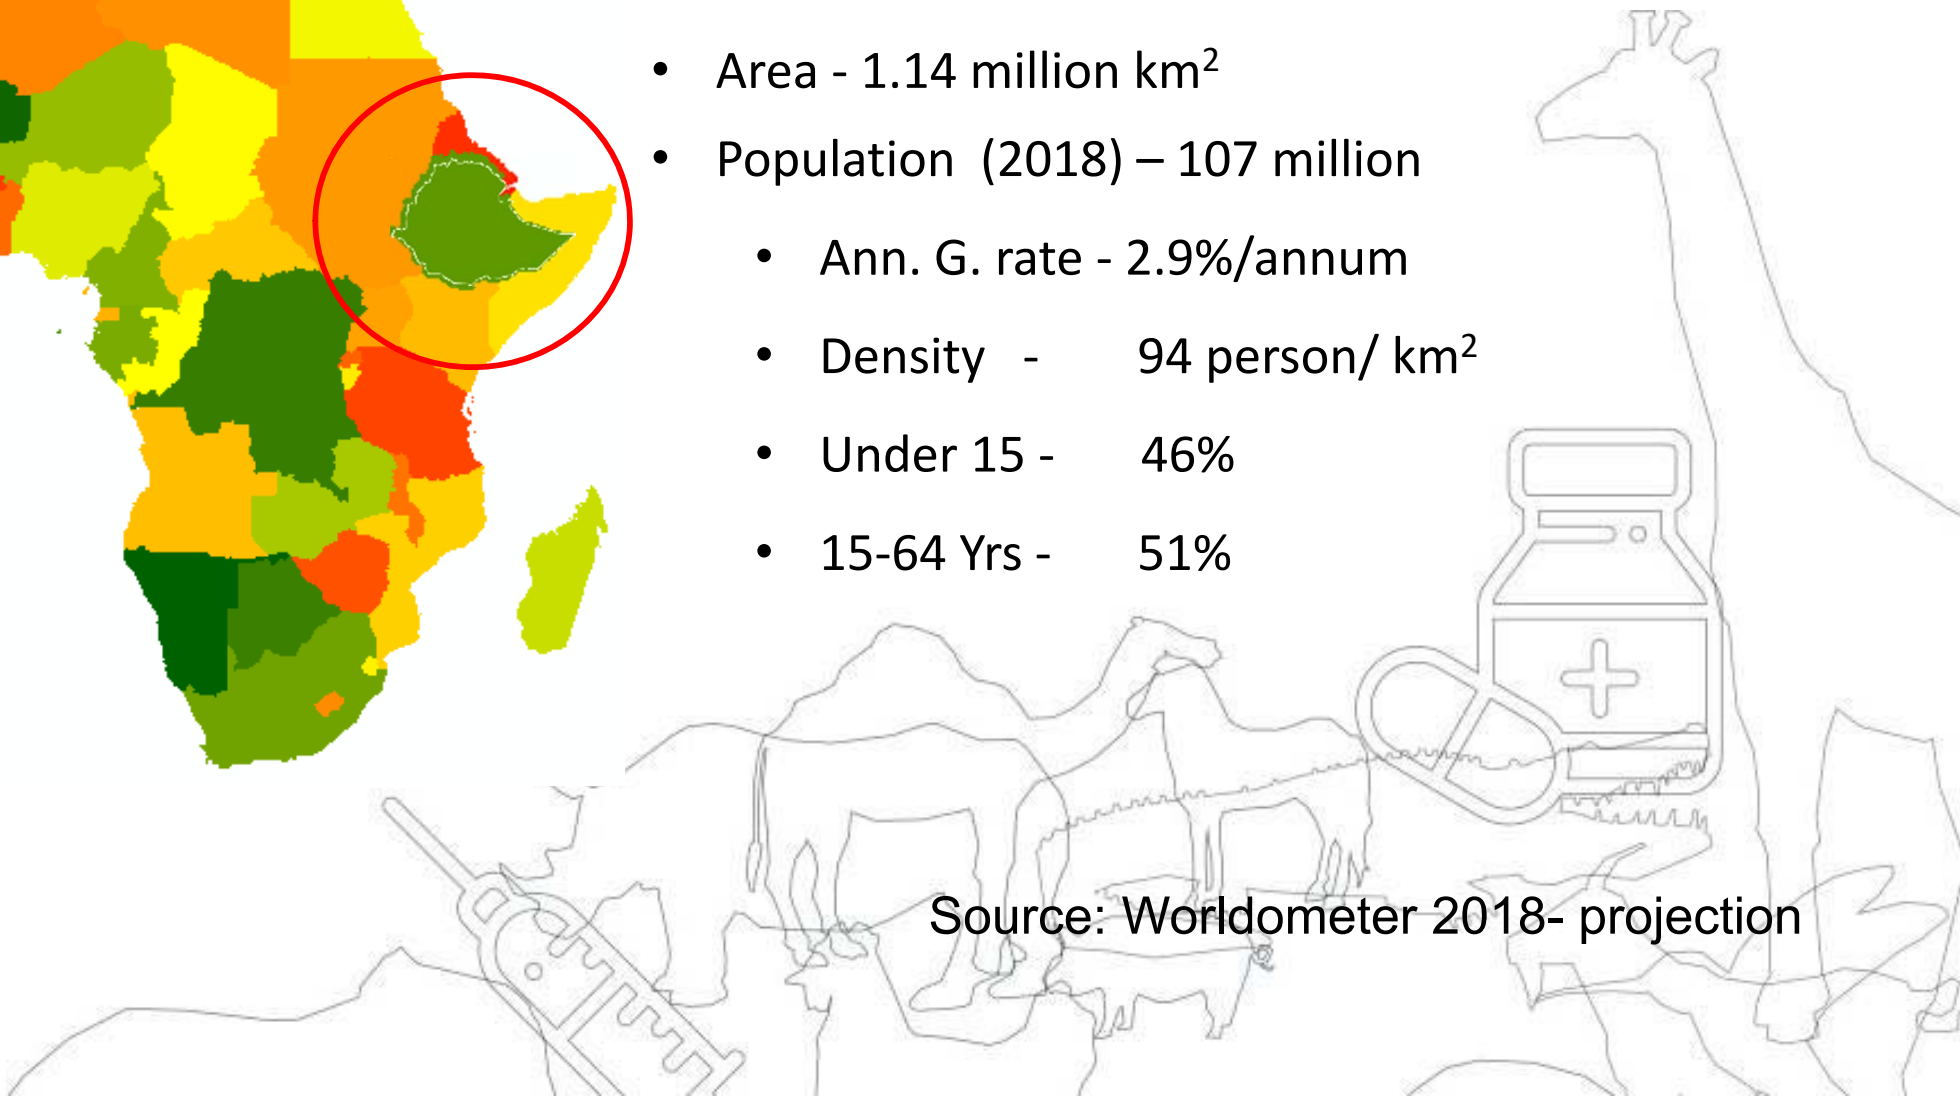 • Area - 1.14 million km²
• Population (2018) – 107 million
• Ann. G. rate - 2.9%/annum
• Density - 94 person/ km²
• Under 15 - 46%
• 15-64 Yrs - 51%
Source: Worldometer 2018- projection